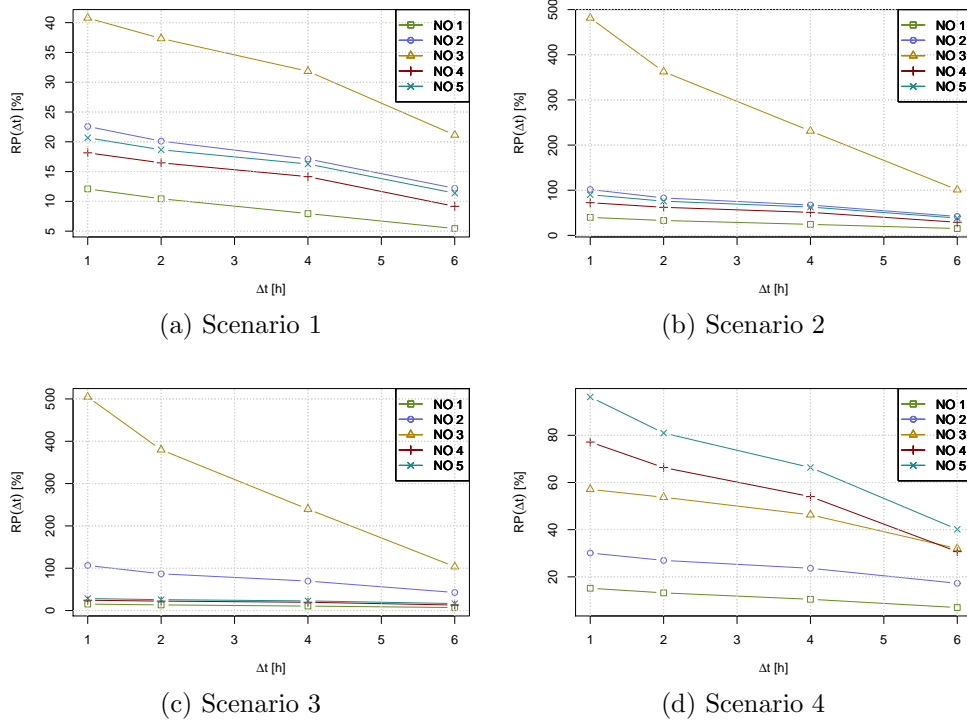 RP(Δt) [%]
40
35
30
25
20
15
10
5
1
2
3
4
5
6
Δt [h]
NO 1
NO 2
NO 3
NO 4
NO 5
(a) Scenario 1
RP(Δt) [%]
500
400
300
200
100
0
1
2
3
4
5
6
Δt [h]
NO 1
NO 2
NO 3
NO 4
NO 5
(b) Scenario 2
RP(Δt) [%]
500
400
300
200
100
0
1
2
3
4
5
6
Δt [h]
NO 1
NO 2
NO 3
NO 4
NO 5
(c) Scenario 3
RP(Δt) [%]
80
60
40
20
1
2
3
4
5
6
Δt [h]
NO 1
NO 2
NO 3
NO 4
NO 5
(d) Scenario 4